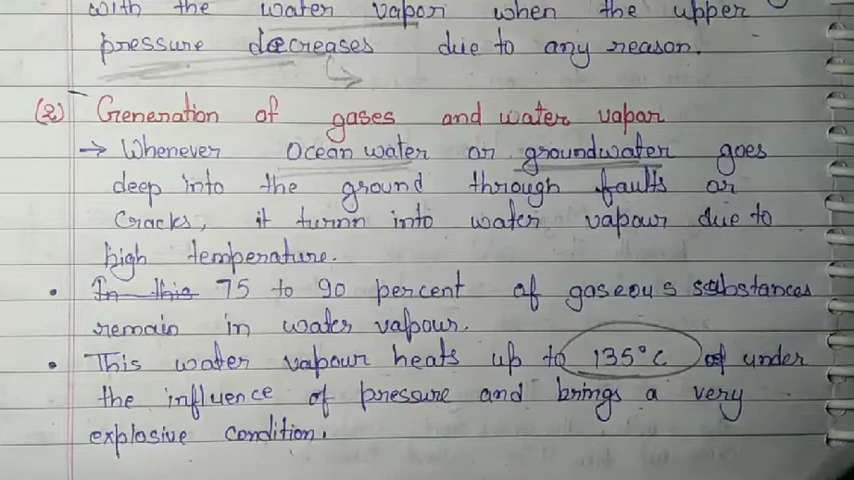 with the water vapor when the upper
pressure decreases due to any reason.
(2) Generation of gases and water vapor
→ Whenever Ocean water or groundwater goes
deep into the ground through faults or
cracks, it turnn into water vapour due to
high temperature.
• In this 75 to 90 percent of gaseous substances
remain in water vapour.
• This water vapour heats up to 135°C of under
the influence of pressure and brings a very
explosive condition.